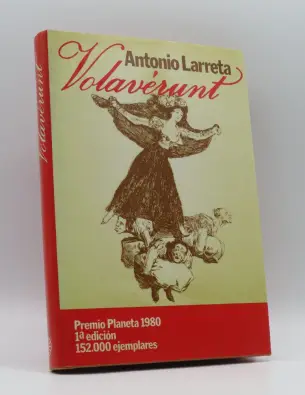 Antonio Larreta
Volavérunt
Premio Planeta 1980
1ª edición
152.000 ejemplares
Volavérunt